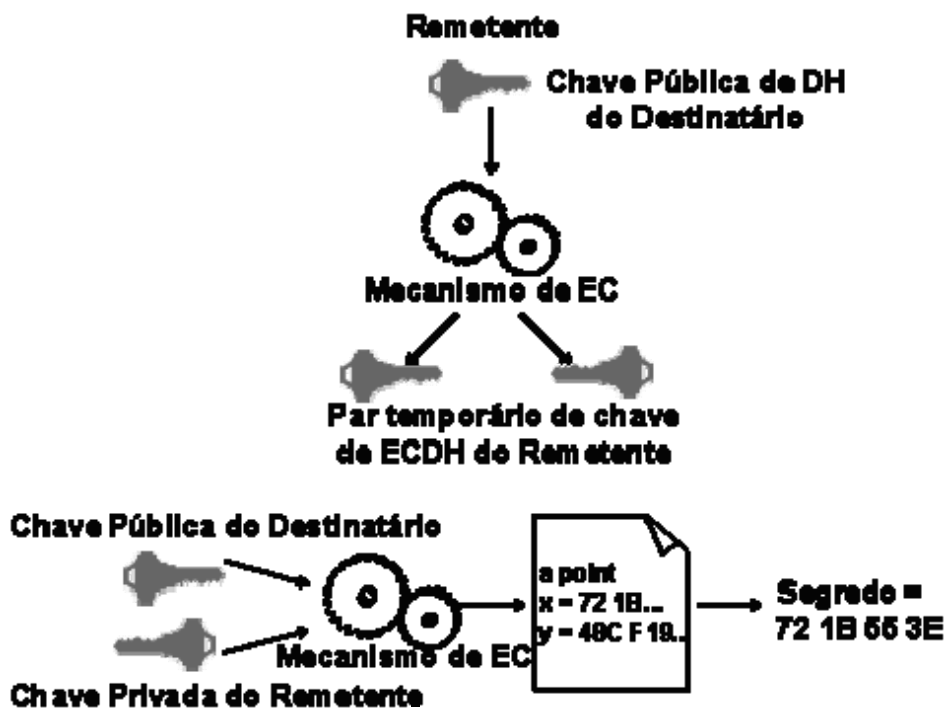 Remetente
Chave Pública de DH
do Destinatário
Mecanismo de EC
Par temporário de chave
de ECDH do Remetente
Chave Pública do Destinatário
a point
x = 72 1B...
y = 49C F 19..
Segredo =
72 1B 55 3E
Mecanismo de EC
Chave Privada do Remetente